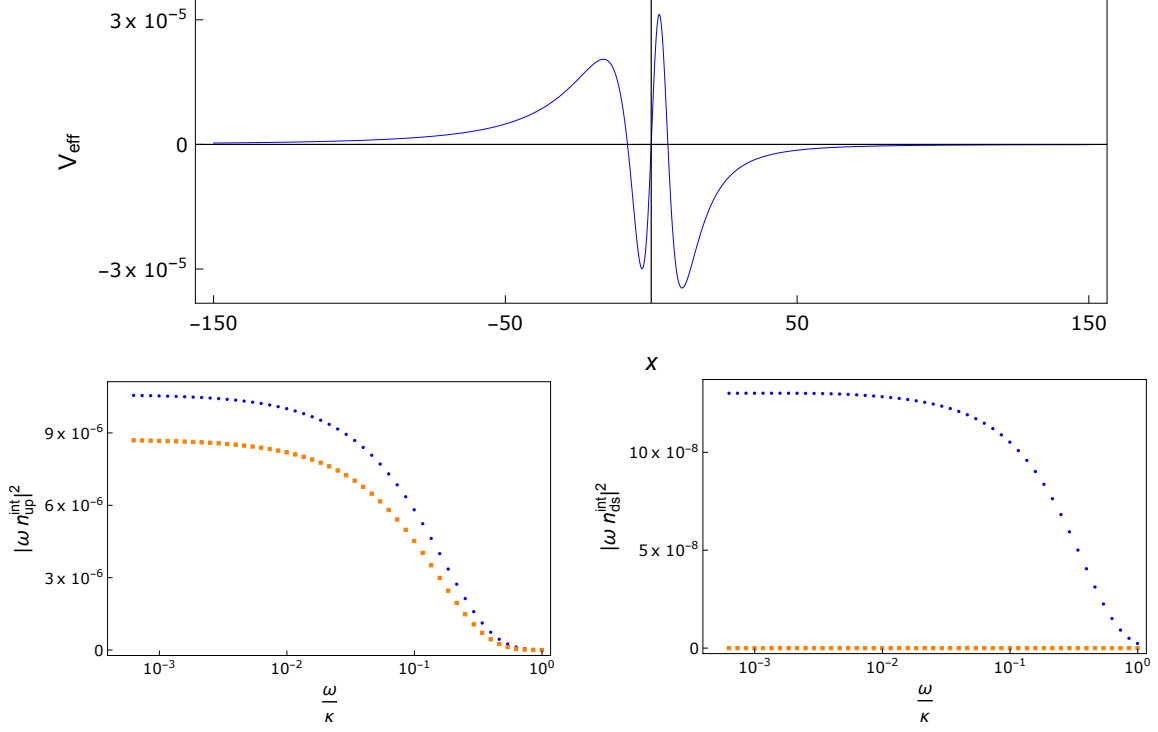 3 x 10⁻⁵
V_eff
0
−3 x 10⁻⁵
−150
−50
50
150
x
9 x 10⁻⁶
6 x 10⁻⁶
3 x 10⁻⁶
0
|ω n_up^int|²
10⁻³
10⁻²
10⁻¹
10⁰
ω/κ
10 x 10⁻⁸
5 x 10⁻⁸
0
|ω n_ds^int|²
10⁻³
10⁻²
10⁻¹
10⁰
ω/κ